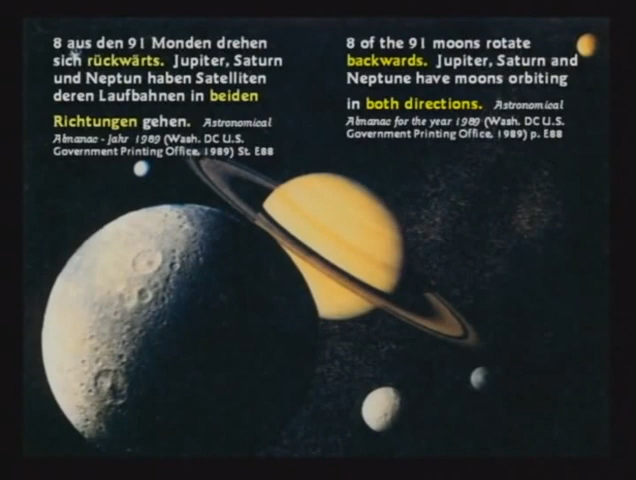 8 aus den 91 Monden drehen
sich rückwärts. Jupiter, Saturn
und Neptun haben Satelliten
deren Laufbahnen in beiden
Richtungen gehen. Astronomical
Almanac - Jahr 1989 (Wash. DC U.S.
Government Printing Office, 1989) St. E88
8 of the 91 moons rotate
backwards. Jupiter, Saturn and
Neptune have moons orbiting
in both directions. Astronomical
Almanac for the year 1989 (Wash. DC U.S.
Government Printing Office, 1989) p. E88